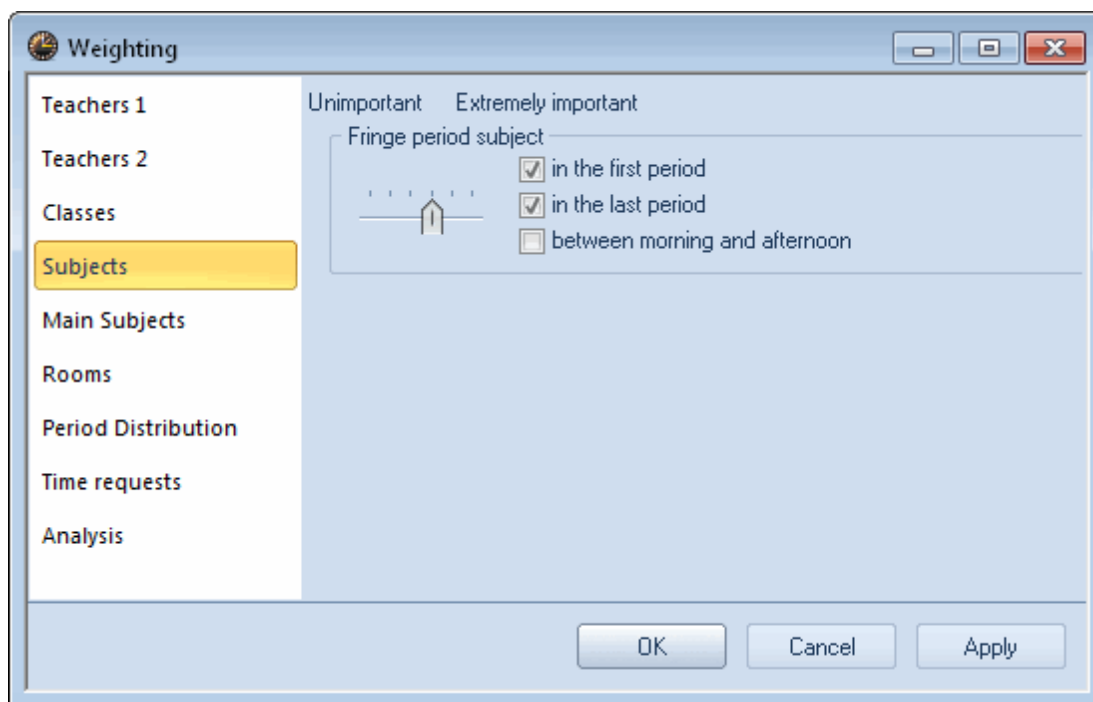 Weighting
Teachers 1
Teachers 2
Classes
Subjects
Main Subjects
Rooms
Period Distribution
Time requests
Analysis
Unimportant Extremely important
Fringe period subject
in the first period
in the last period
between morning and afternoon
OK Cancel Apply